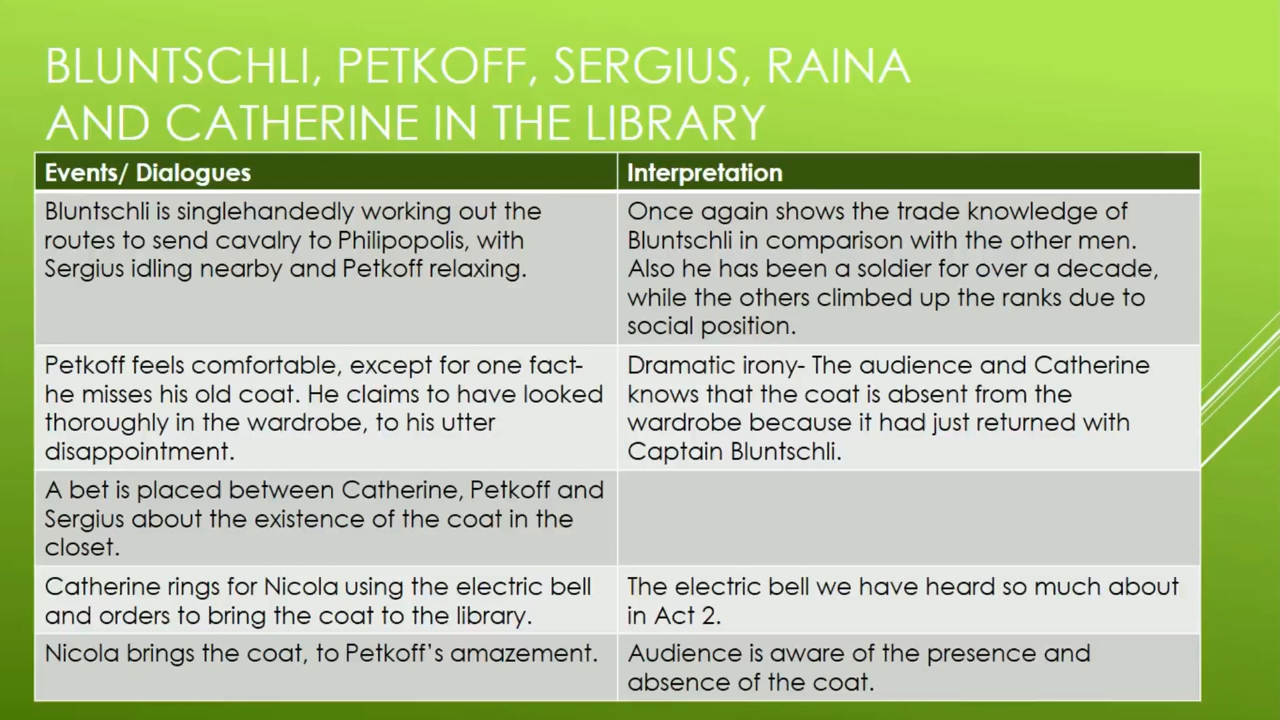 BLUNTSCHLI, PETKOFF, SERGIUS, RAINA
AND CATHERINE IN THE LIBRARY
Events/ Dialogues
Interpretation
Bluntschli is singlehandedly working out the
routes to send cavalry to Philipopolis, with
Sergius idling nearby and Petkoff relaxing.
Once again shows the trade knowledge of
Bluntschli in comparison with the other men.
Also he has been a soldier for over a decade,
while the others climbed up the ranks due to
social position.
Petkoff feels comfortable, except for one fact-
he misses his old coat. He claims to have looked
thoroughly in the wardrobe, to his utter
disappointment.
Dramatic irony- The audience and Catherine
knows that the coat is absent from the
wardrobe because it had just returned with
Captain Bluntschli.
A bet is placed between Catherine, Petkoff and
Sergius about the existence of the coat in the
closet.
Catherine rings for Nicola using the electric bell
and orders to bring the coat to the library.
The electric bell we have heard so much about
in Act 2.
Nicola brings the coat, to Petkoff's amazement.
Audience is aware of the presence and
absence of the coat.